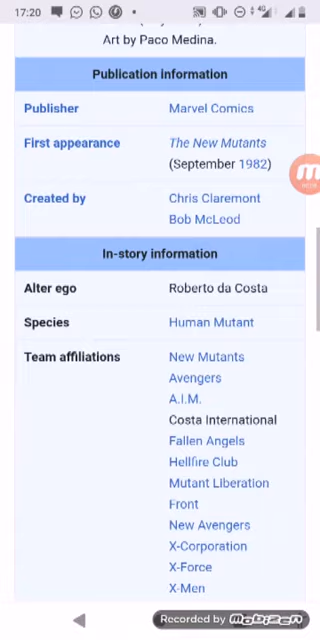 17:20
4G
Art by Paco Medina.
Publication information
Publisher Marvel Comics
First appearance The New Mutants
(September 1982)
Created by Chris Claremont
Bob McLeod
In-story information
Alter ego Roberto da Costa
Species Human Mutant
Team affiliations New Mutants
Avengers
A.I.M.
Costa International
Fallen Angels
Hellfire Club
Mutant Liberation
Front
New Avengers
X-Corporation
X-Force
X-Men
Recorded by mobizen